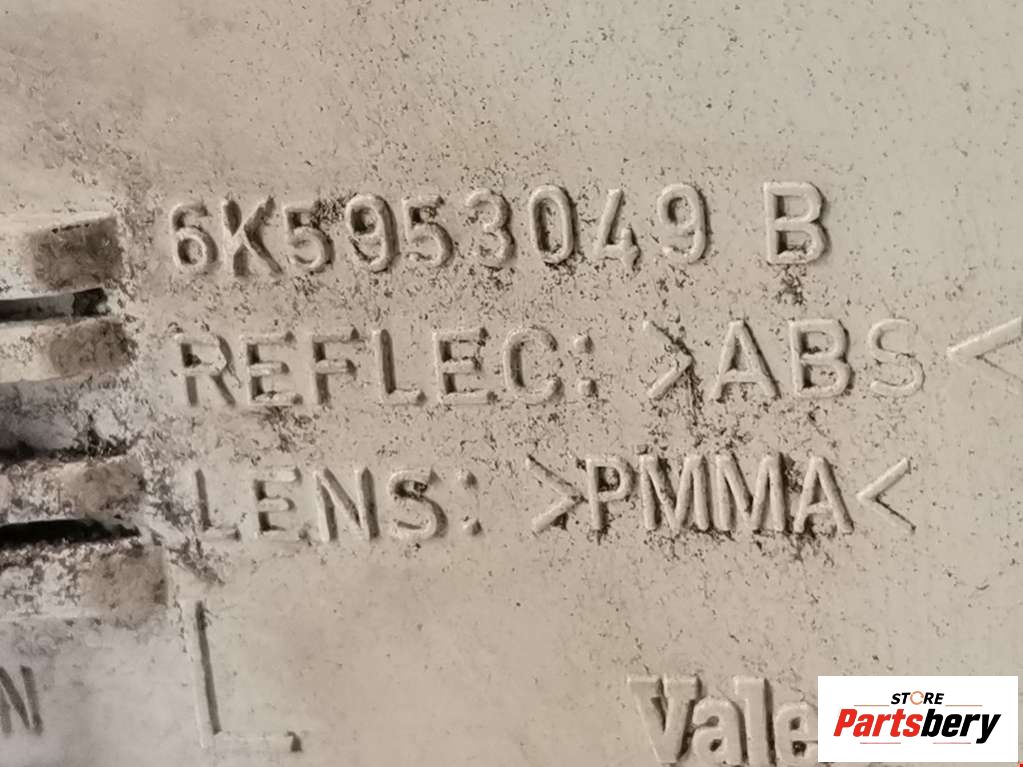 6K5953049 B
REFLEC: >ABS<
LENS: >PMMA<
L
N
Vale
STORE
Partsbery